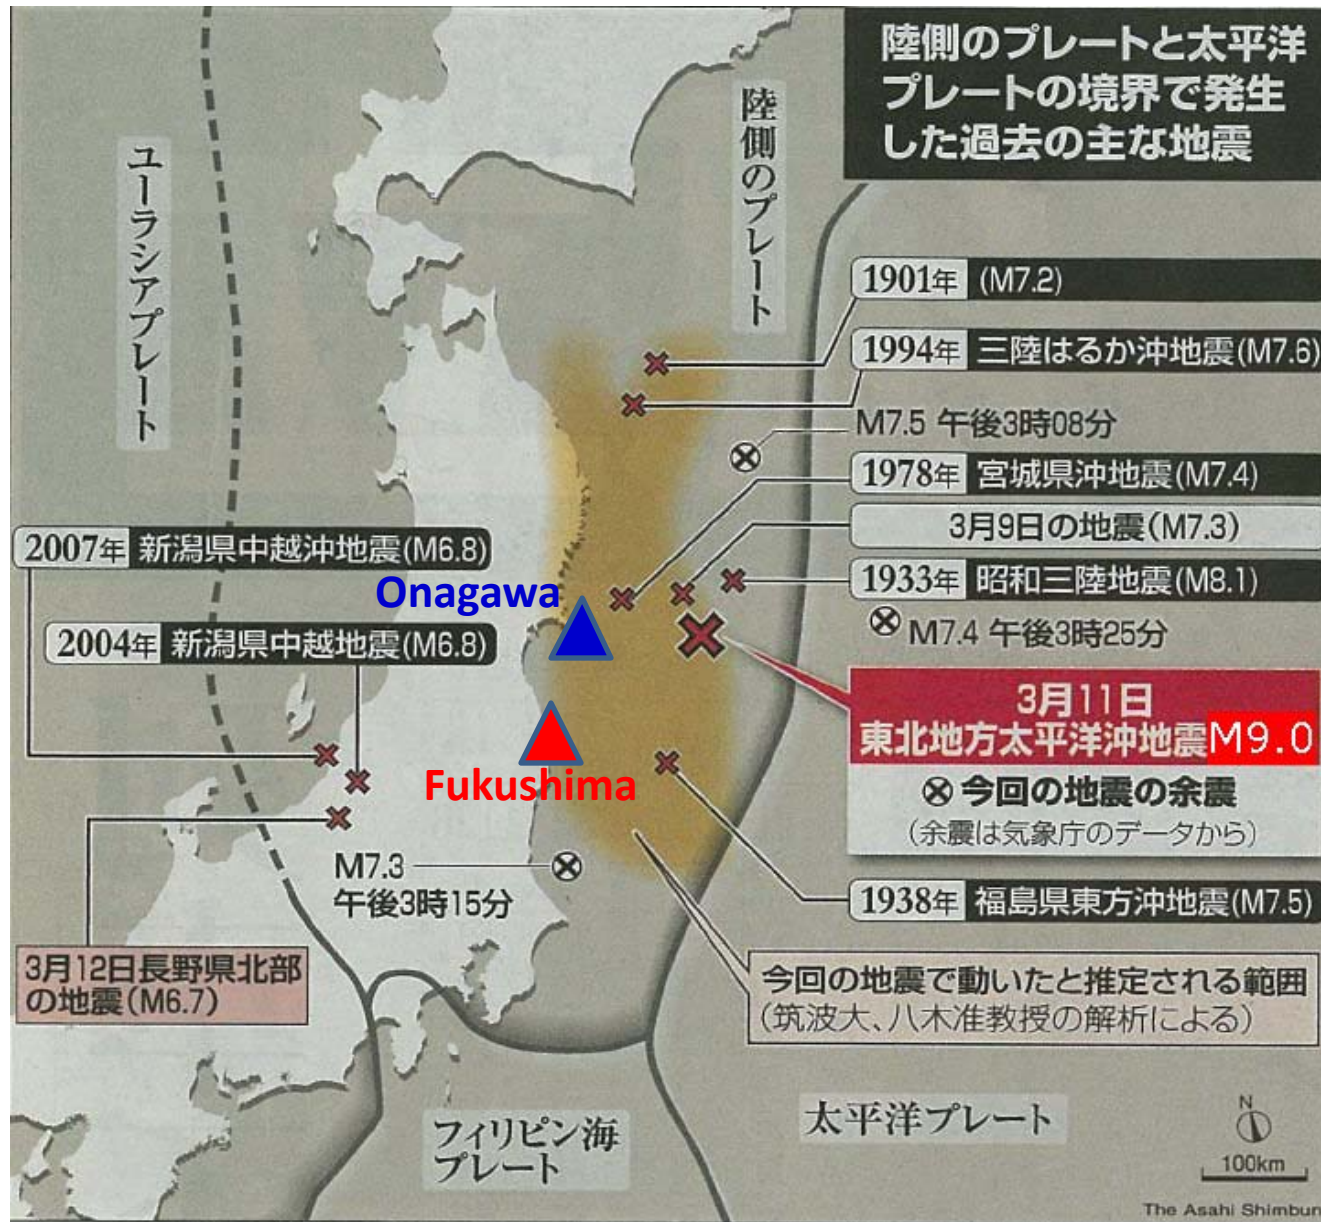 陸側のプレートと太平洋
プレートの境界で発生
した過去の主な地震
ユーラシアプレート
陸側のプレート
1901年 (M7.2)
1994年 三陸はるか沖地震(M7.6)
M7.5 午後3時08分
1978年 宮城県沖地震(M7.4)
3月9日の地震(M7.3)
2007年 新潟県中越沖地震(M6.8)
1933年 昭和三陸地震(M8.1)
Onagawa
M7.4 午後3時25分
2004年 新潟県中越地震(M6.8)
3月11日
東北地方太平洋沖地震M9.0
今回の地震の余震
(余震は気象庁のデータから)
Fukushima
M7.3
午後3時15分
1938年 福島県東方沖地震(M7.5)
3月12日長野県北部
の地震(M6.7)
今回の地震で動いたと推定される範囲
(筑波大、八木准教授の解析による)
フィリピン海
プレート
太平洋プレート
N
100km
The Asahi Shimbun